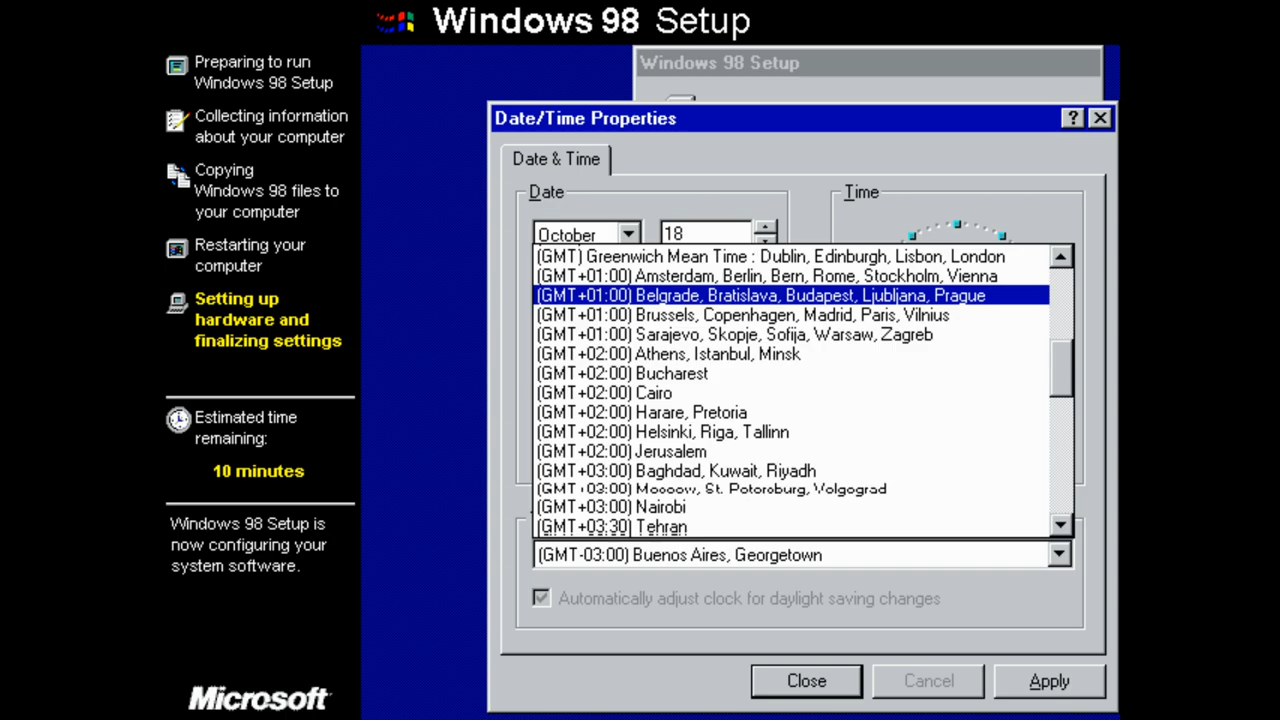 Windows 98 Setup
Preparing to run
Windows 98 Setup
Collecting information
about your computer
Copying
Windows 98 files to
your computer
Restarting your
computer
Setting up
hardware and
finalizing settings
Estimated time
remaining:
10 minutes
Windows 98 Setup is
now configuring your
system software.
Microsoft
Windows 98 Setup
Date/Time Properties
Date & Time
Date
Time
October
18
(GMT) Greenwich Mean Time : Dublin, Edinburgh, Lisbon, London
(GMT+01:00) Amsterdam, Berlin, Bern, Rome, Stockholm, Vienna
(GMT+01:00) Belgrade, Bratislava, Budapest, Ljubljana, Prague
(GMT+01:00) Brussels, Copenhagen, Madrid, Paris, Vilnius
(GMT+01:00) Sarajevo, Skopje, Sofija, Warsaw, Zagreb
(GMT+02:00) Athens, Istanbul, Minsk
(GMT+02:00) Bucharest
(GMT+02:00) Cairo
(GMT+02:00) Harare, Pretoria
(GMT+02:00) Helsinki, Riga, Tallinn
(GMT+02:00) Jerusalem
(GMT+03:00) Baghdad, Kuwait, Riyadh
(GMT+03:00) Moscow, St. Petersburg, Volgograd
(GMT+03:00) Nairobi
(GMT+03:30) Tehran
(GMT-03:00) Buenos Aires, Georgetown
Automatically adjust clock for daylight saving changes
Close
Cancel
Apply